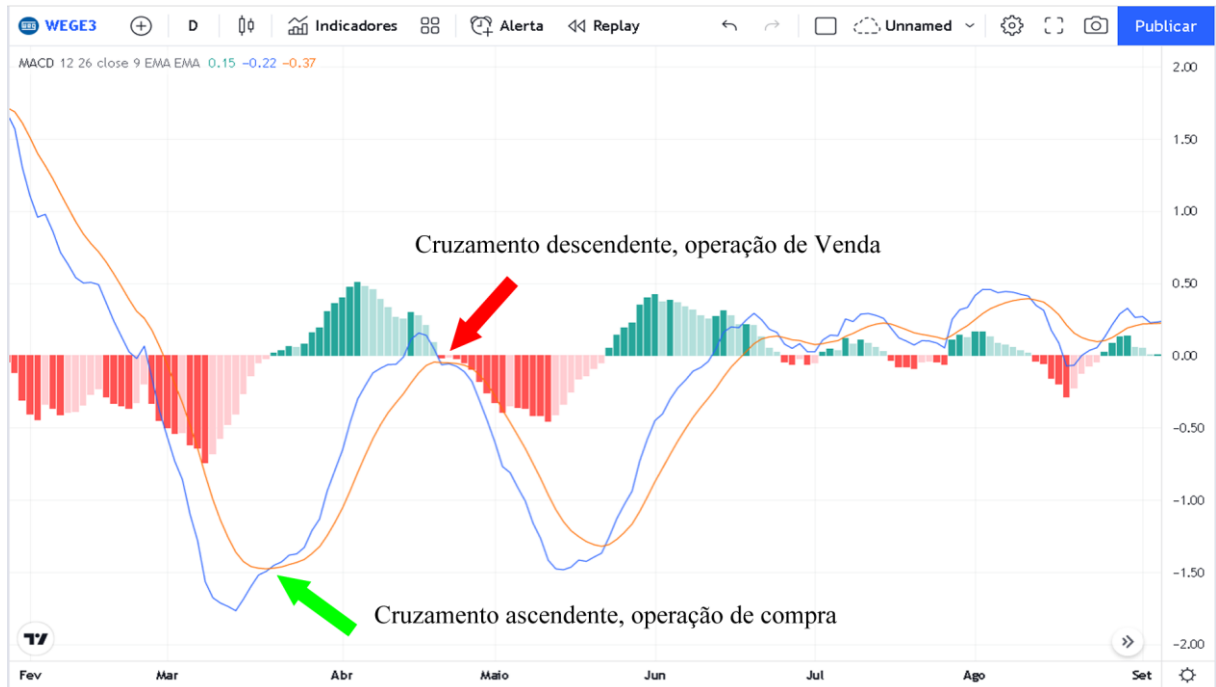 WEGE3 D Indicadores Alerta Replay Unnamed Publicar
MACD 12 26 close 9 EMA EMA 0.15 −0.22 −0.37
2.00
1.50
1.00
Cruzamento descendente, operação de Venda
0.50
0.00
−0.50
−1.00
−1.50
Cruzamento ascendente, operação de compra
−2.00
Fev Mar Abr Maio Jun Jul Ago Set